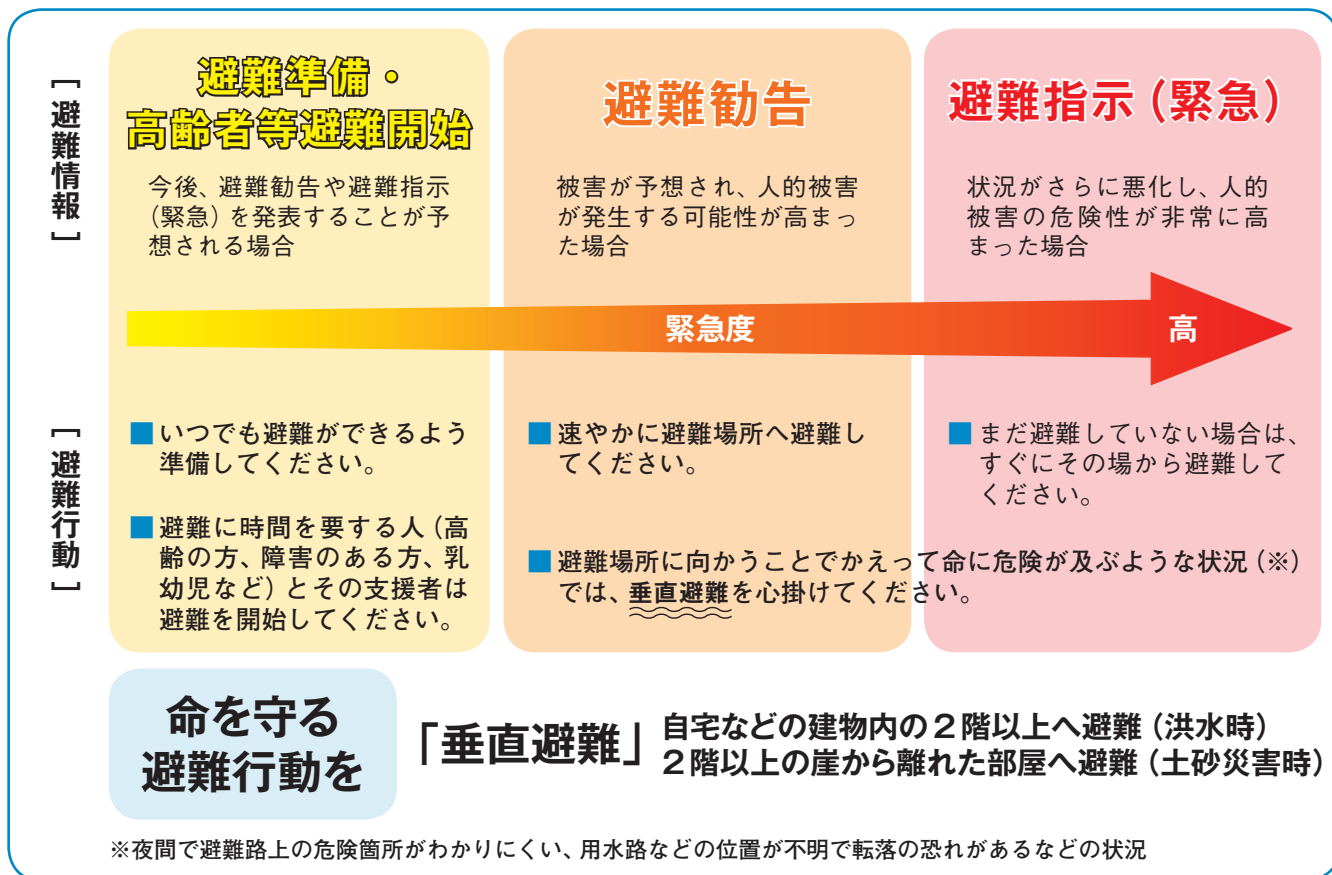 ［避難情報］
避難準備・
高齢者等避難開始
今後、避難勧告や避難指示
（緊急）を発表することが予
想される場合
避難勧告
被害が予想され、人的被害
が発生する可能性が高まっ
た場合
避難指示（緊急）
状況がさらに悪化し、人的
被害の危険性が非常に高
まった場合
緊急度
高
［避難行動］
■いつでも避難ができるよう
準備してください。
■避難に時間を要する人（高
齢の方、障害のある方、乳
幼児など）とその支援者は
避難を開始してください。
■速やかに避難場所へ避難し
てください。
■まだ避難していない場合は、
すぐにその場から避難して
ください。
■避難場所に向かうことでかえって命に危険が及ぶような状況（※）
では、垂直避難を心掛けてください。
命を守る
避難行動を
「垂直避難」
自宅などの建物内の２階以上へ避難（洪水時）
２階以上の崖から離れた部屋へ避難（土砂災害時）
※夜間で避難路上の危険箇所がわかりにくい、用水路などの位置が不明で転落の恐れがあるなどの状況